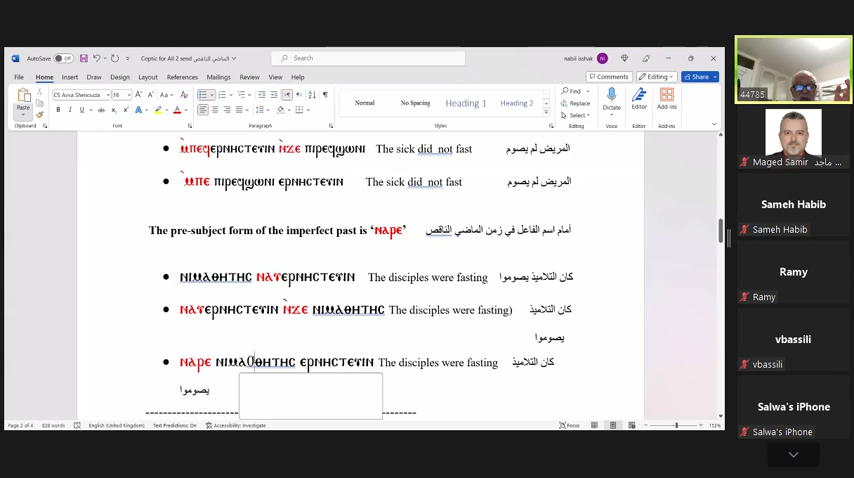 AutoSave Off Coptic for All 2 send الماضي الناقص Search nabil isshak NI
File Home Insert Draw Design Layout References Mailings Review View Help Comments Editing Share
Paste CS Avva Shenouda 16 Normal No Spacing Heading 1 Heading 2 Find Replace Select Dictate Editor Add-ins
Clipboard Font Paragraph Styles Editing Voice Editor Add-ins
ⲙ̀ⲡⲉϥⲉⲣⲛⲏⲥⲧⲉⲩⲓⲛ ⲛ̀ϫⲉ ⲡⲓⲣⲉϥϣⲱⲛⲓ The sick did not fast المريض لم يصوم
ⲙ̀ⲡⲉ ⲡⲓⲣⲉϥϣⲱⲛⲓ ⲉⲣⲛⲏⲥⲧⲉⲩⲓⲛ The sick did not fast المريض لم يصوم
The pre-subject form of the imperfect past is ‘ⲛⲁⲣⲉ’ أمام اسم الفاعل في زمن الماضي الناقص
ⲛⲓⲙⲁⲑⲏⲧⲏⲥ ⲛⲁⲩⲉⲣⲛⲏⲥⲧⲉⲩⲓⲛ The disciples were fasting كان التلاميذ يصوموا
ⲛⲁⲩⲉⲣⲛⲏⲥⲧⲉⲩⲓⲛ ⲛ̀ϫⲉ ⲛⲓⲙⲁⲑⲏⲧⲏⲥ The disciples were fasting) كان التلاميذ
يصوموا
ⲛⲁⲣⲉ ⲛⲓⲙⲁⲑⲏⲧⲏⲥ ⲉⲣⲛⲏⲥⲧⲉⲩⲓⲛ The disciples were fasting كان التلاميذ
يصوموا
Page 2 of 4 828 words English (United Kingdom) Text Predictions: On Accessibility: Investigate Focus 153%
44785
Maged Samir ماجد ...
Sameh Habib
Sameh Habib
Ramy
Ramy
vbassili
vbassili
Salwa's iPhone
Salwa's iPhone